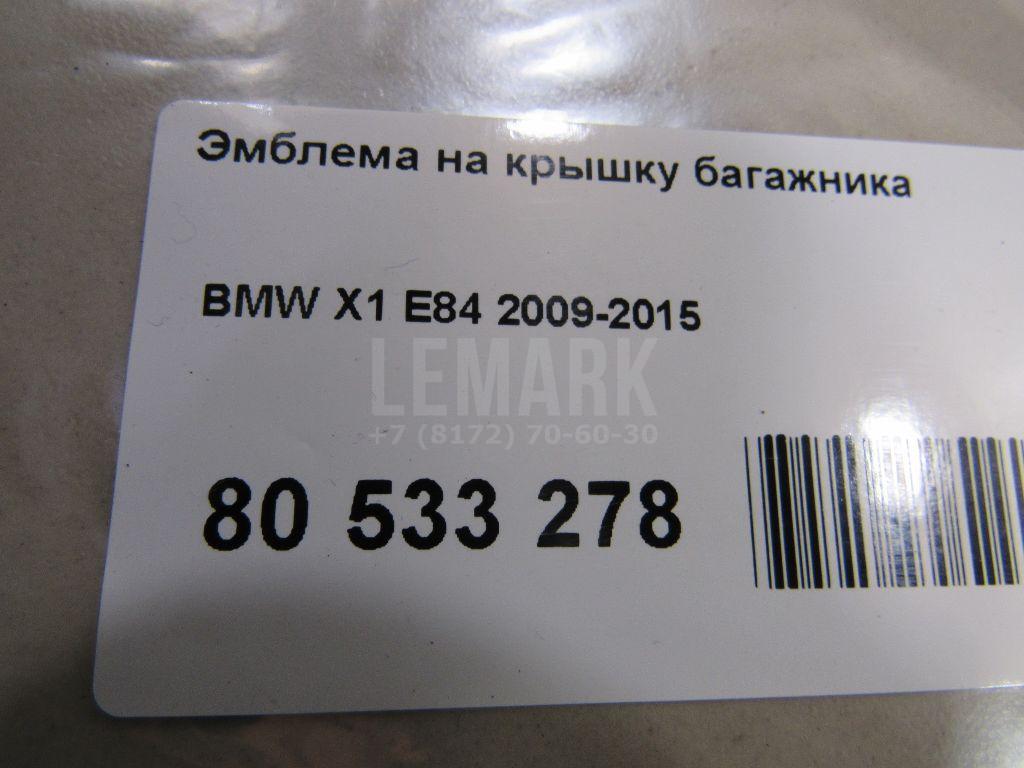 Эмблема на крышку багажника
BMW X1 E84 2009-2015
LEMARK
+7 (8172) 70-60-30
80 533 278